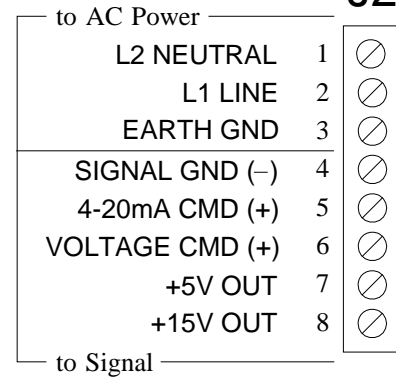 to AC Power
L2 NEUTRAL 1
L1 LINE 2
EARTH GND 3
SIGNAL GND (–) 4
4-20mA CMD (+) 5
VOLTAGE CMD (+) 6
+5V OUT 7
+15V OUT 8
to Signal